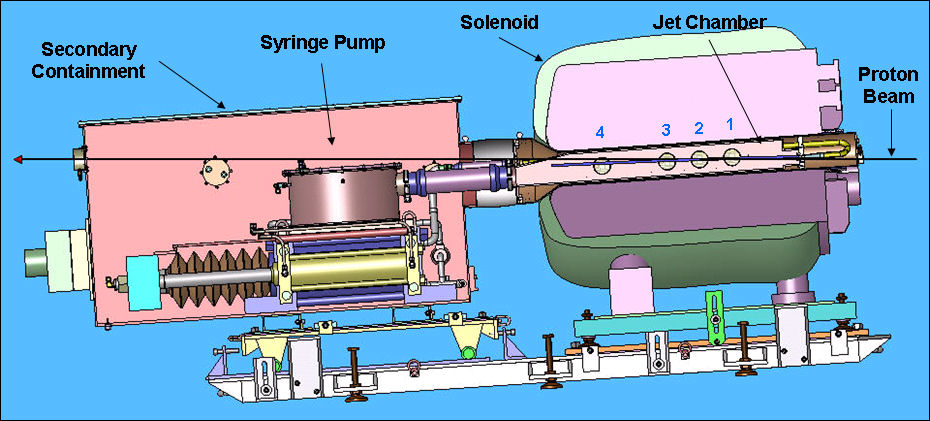 Secondary
Containment
Syringe Pump
Solenoid
Jet Chamber
Proton
Beam
4
3
2
1